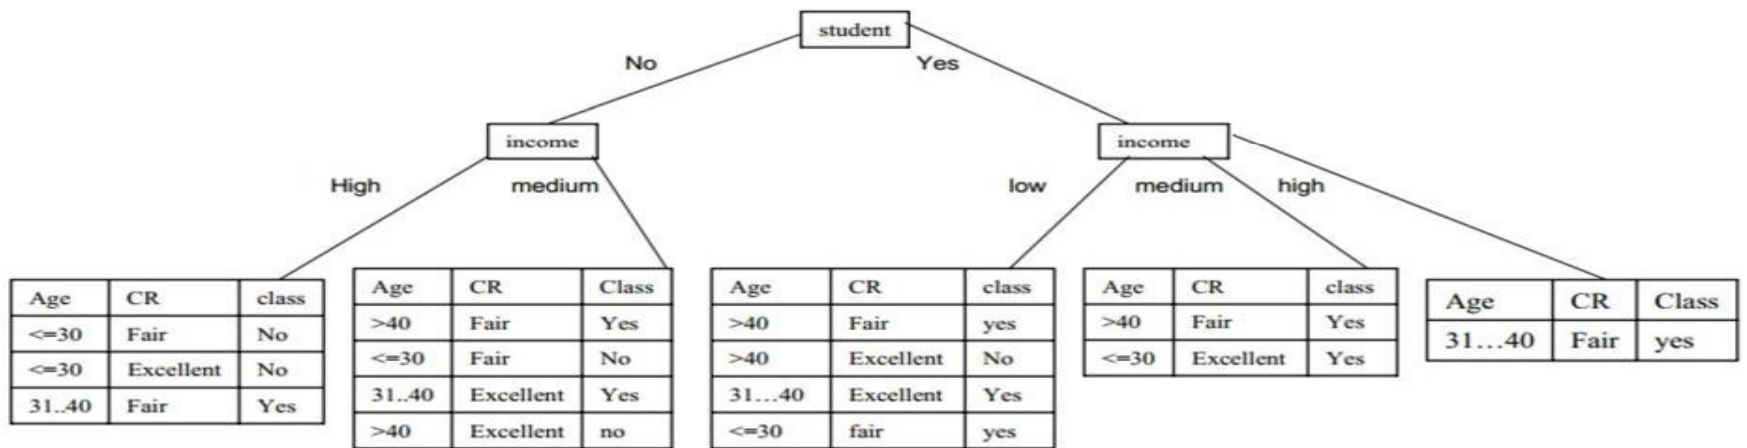 student
No Yes
income income
High medium low medium high
Age CR class
<=30 Fair No
<=30 Excellent No
31..40 Fair Yes
Age CR Class
>40 Fair Yes
<=30 Fair No
31..40 Excellent Yes
>40 Excellent no
Age CR class
>40 Fair yes
>40 Excellent No
31...40 Excellent Yes
<=30 fair yes
Age CR class
>40 Fair Yes
<=30 Excellent Yes
Age CR Class
31...40 Fair yes